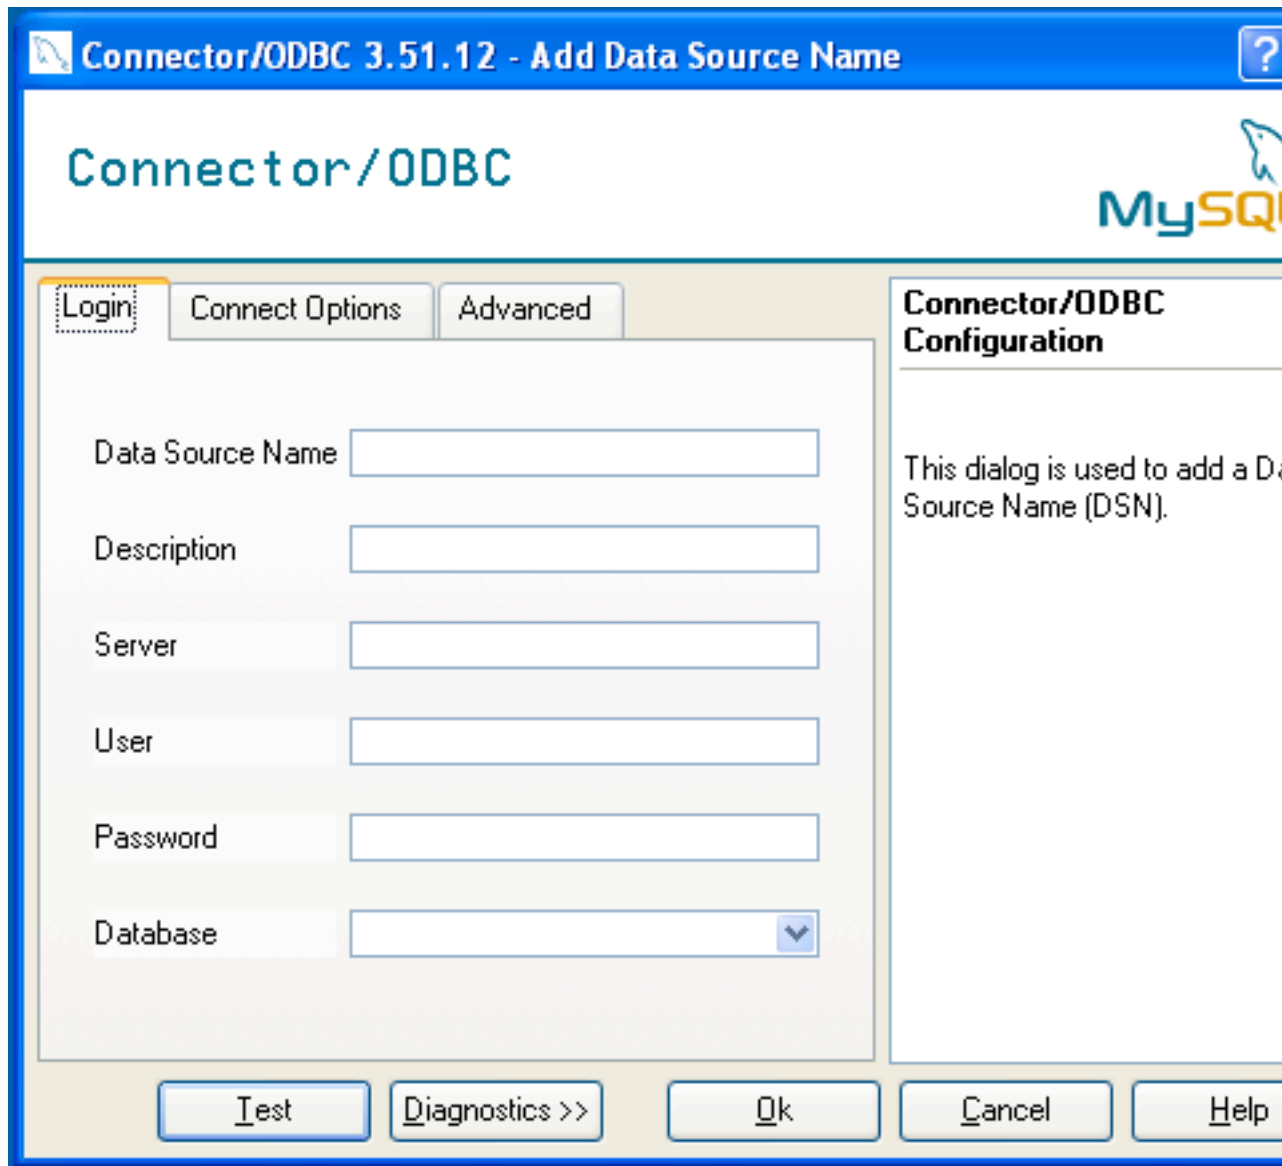 Connector/ODBC 3.51.12 - Add Data Source Name
?
Connector/ODBC
MySQL
Login
Connect Options
Advanced
Data Source Name
Description
Server
User
Password
Database
Connector/ODBC
Configuration
This dialog is used to add a
Source Name (DSN).
Test
Diagnostics >>
Ok
Cancel
Help